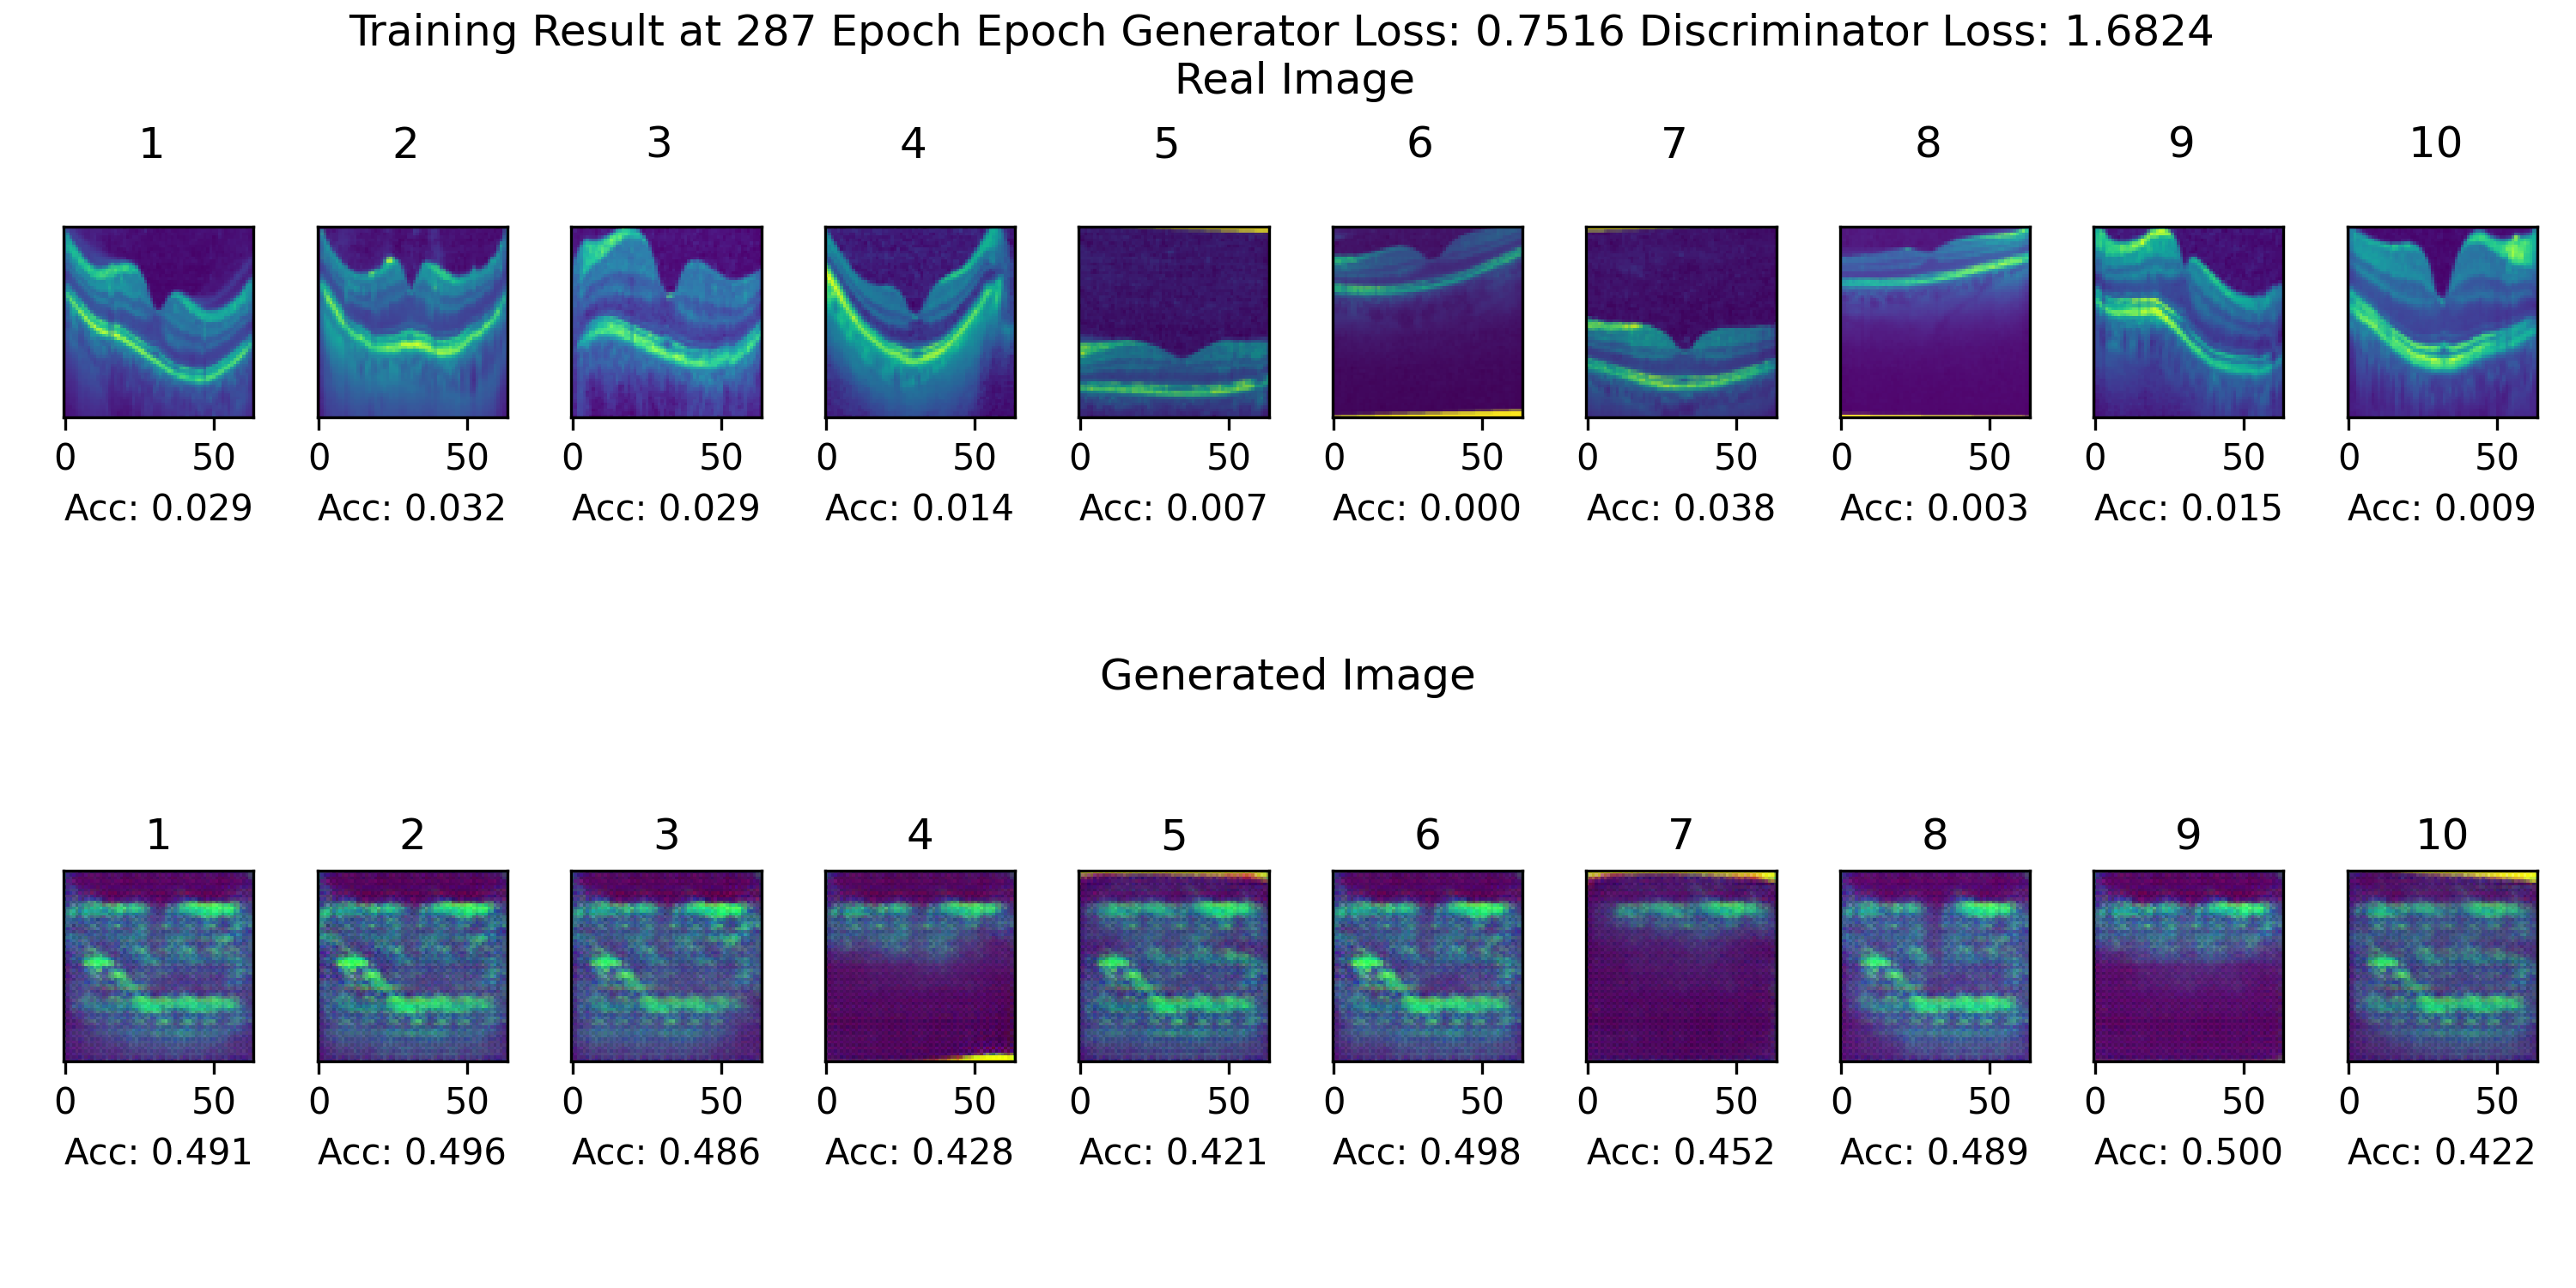 Training Result at 287 Epoch Epoch Generator Loss: 0.7516 Discriminator Loss: 1.6824
Real Image
1 2 3 4 5 6 7 8 9 10
0 50 0 50 0 50 0 50 0 50 0 50 0 50 0 50 0 50 0 50
Acc: 0.029 Acc: 0.032 Acc: 0.029 Acc: 0.014 Acc: 0.007 Acc: 0.000 Acc: 0.038 Acc: 0.003 Acc: 0.015 Acc: 0.009
Generated Image
1 2 3 4 5 6 7 8 9 10
0 50 0 50 0 50 0 50 0 50 0 50 0 50 0 50 0 50 0 50
Acc: 0.491 Acc: 0.496 Acc: 0.486 Acc: 0.428 Acc: 0.421 Acc: 0.498 Acc: 0.452 Acc: 0.489 Acc: 0.500 Acc: 0.422